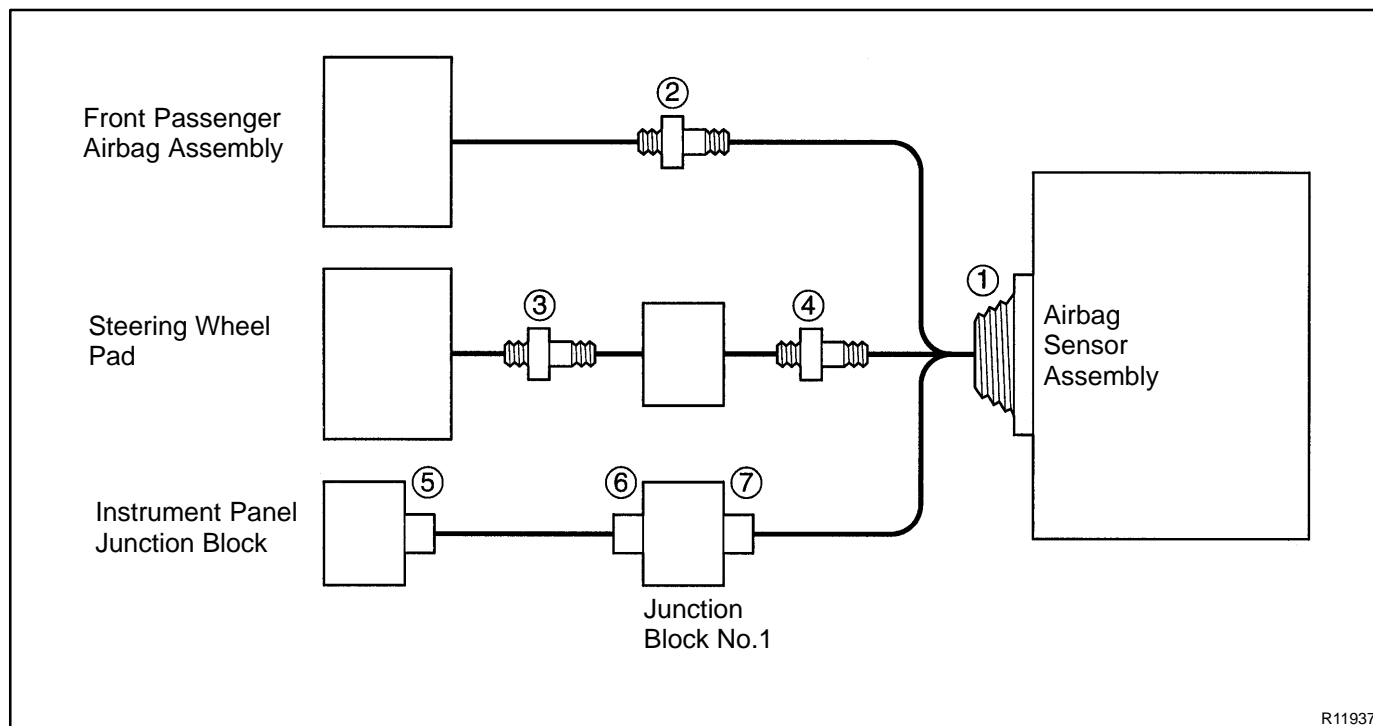 Front Passenger
Airbag Assembly
②
Steering Wheel
Pad
③
④
①
Airbag
Sensor
Assembly
Instrument Panel
Junction Block
⑤
⑥
⑦
Junction
Block No.1
R11937